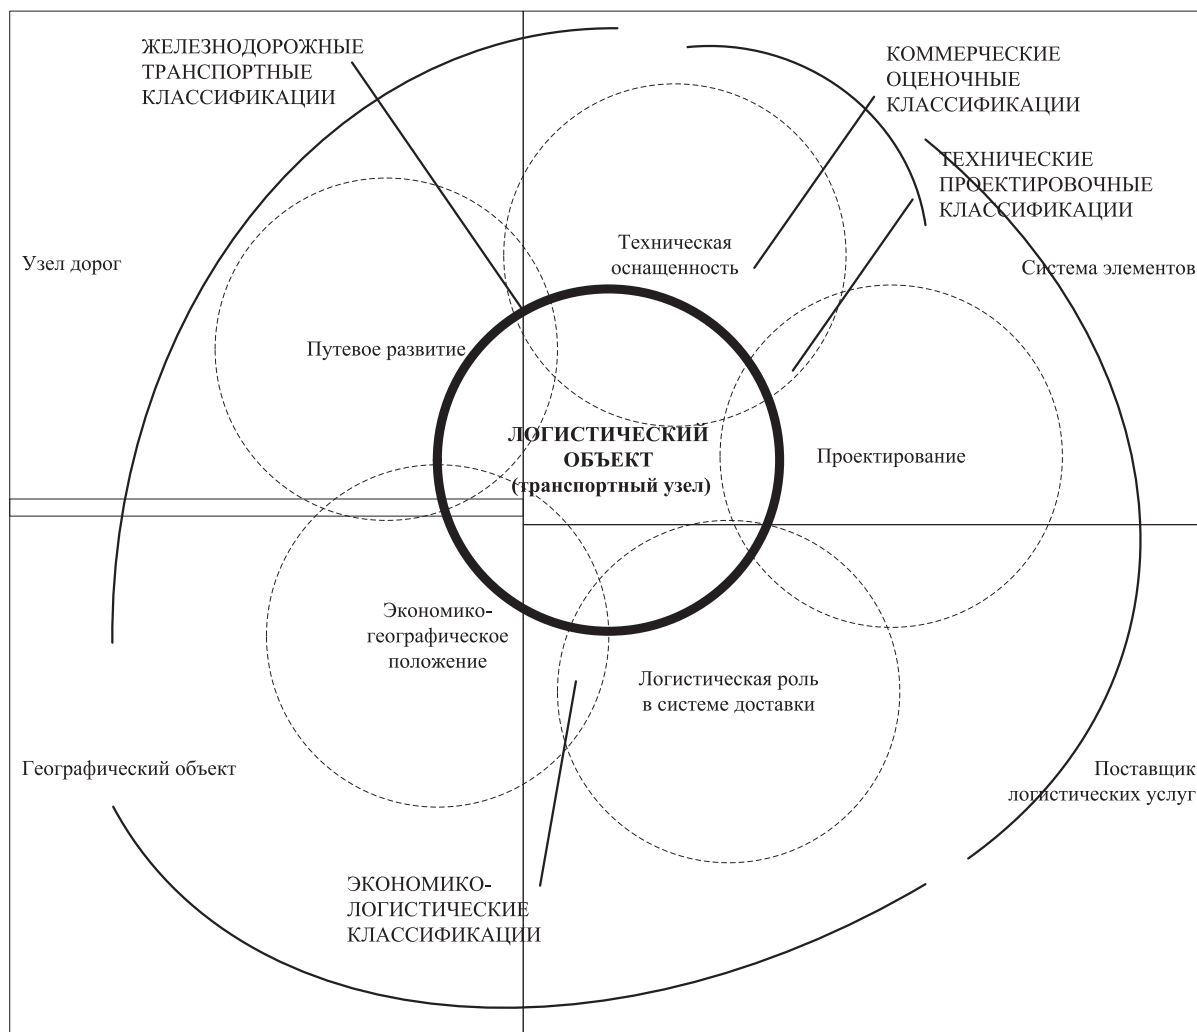 ЖЕЛЕЗНОДОРОЖНЫЕ
ТРАНСПОРТНЫЕ
КЛАССИФИКАЦИИ
КОММЕРЧЕСКИЕ
ОЦЕНОЧНЫЕ
КЛАССИФИКАЦИИ
ТЕХНИЧЕСКИЕ
ПРОЕКТИРОВОЧНЫЕ
КЛАССИФИКАЦИИ
Узел дорог
Техническая
оснащенность
Система элементов
Путевое развитие
ЛОГИСТИЧЕСКИЙ
ОБЪЕКТ
(транспортный узел)
Проектирование
Экономико-
географическое
положение
Логистическая роль
в системе доставки
Географический объект
Поставщик
логистических услуг
ЭКОНОМИКО-
ЛОГИСТИЧЕСКИЕ
КЛАССИФИКАЦИИ